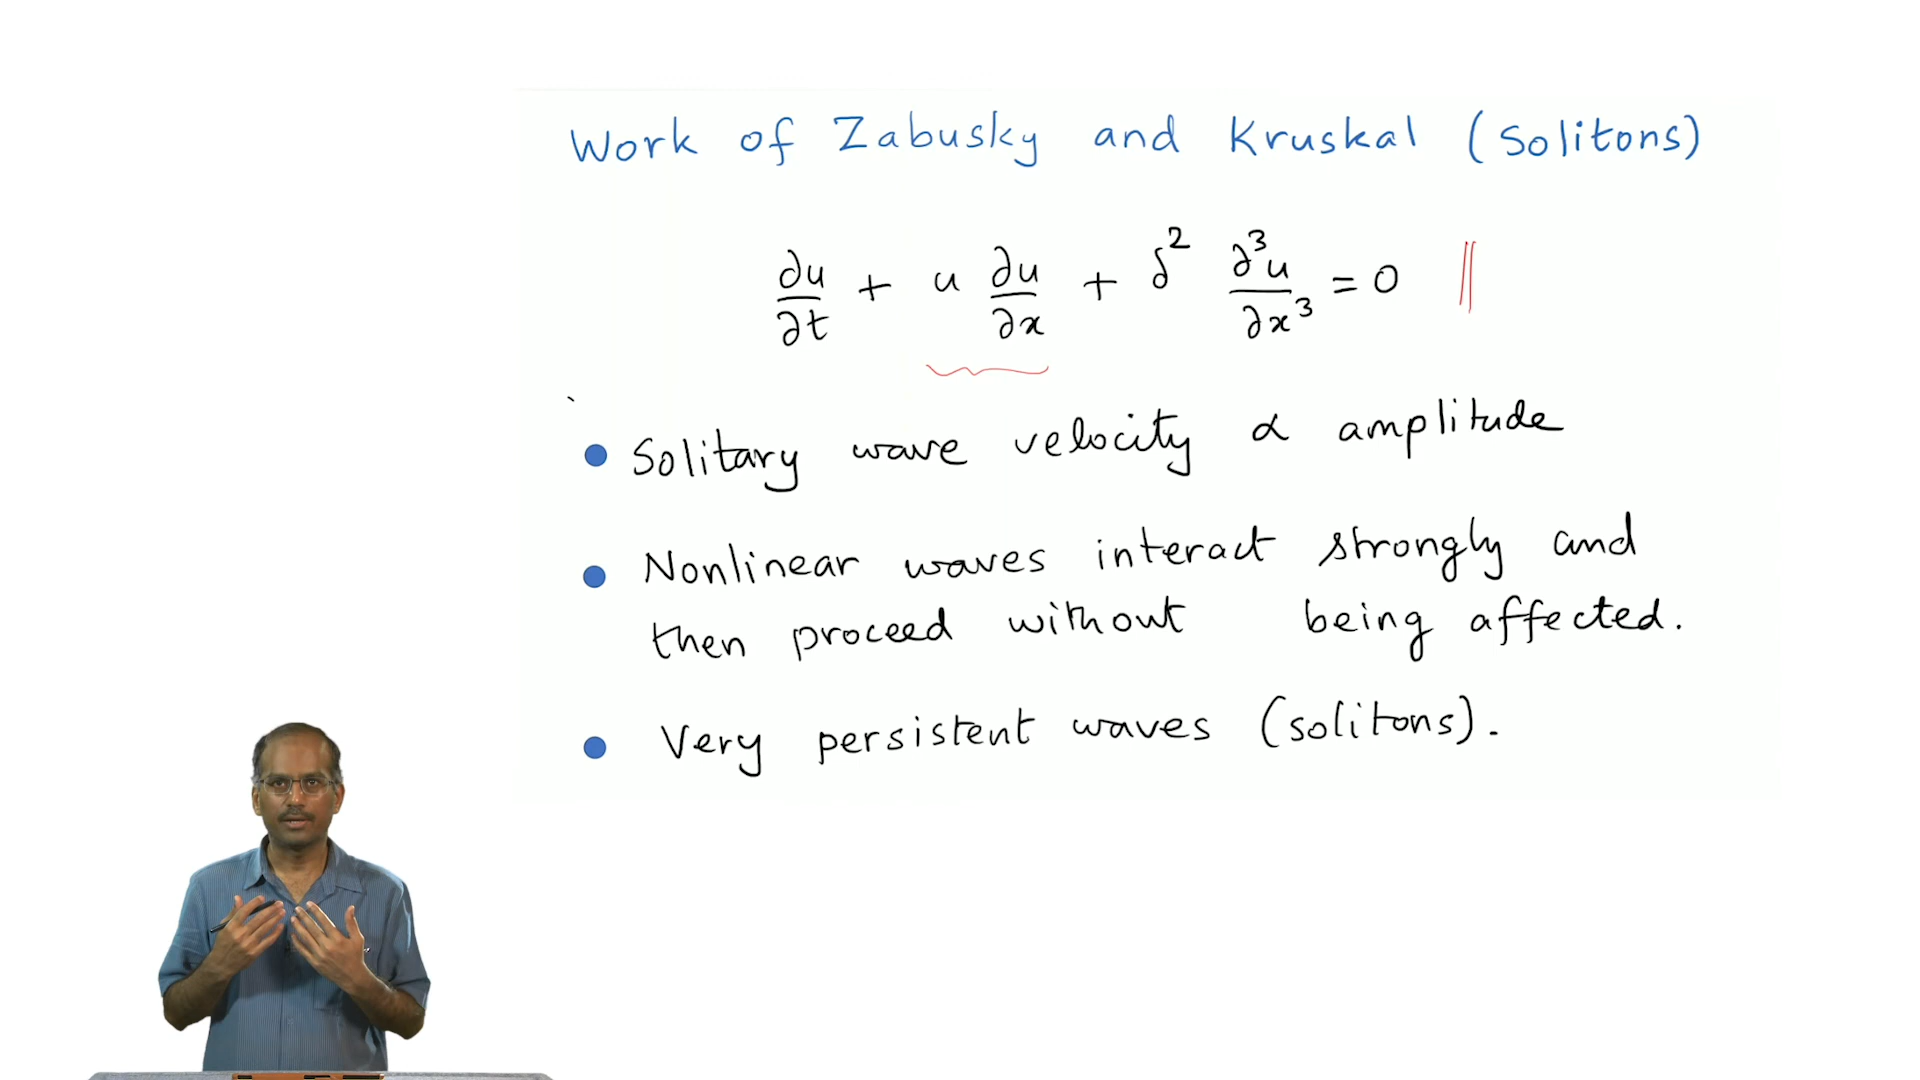 Work of Zabusky and Kruskal (Solitons)
∂u/∂t + u ∂u/∂x + δ² ∂³u/∂x³ = 0
Solitary wave velocity α amplitude
Nonlinear waves interact strongly and
then proceed without being affected.
Very persistent waves (solitons).